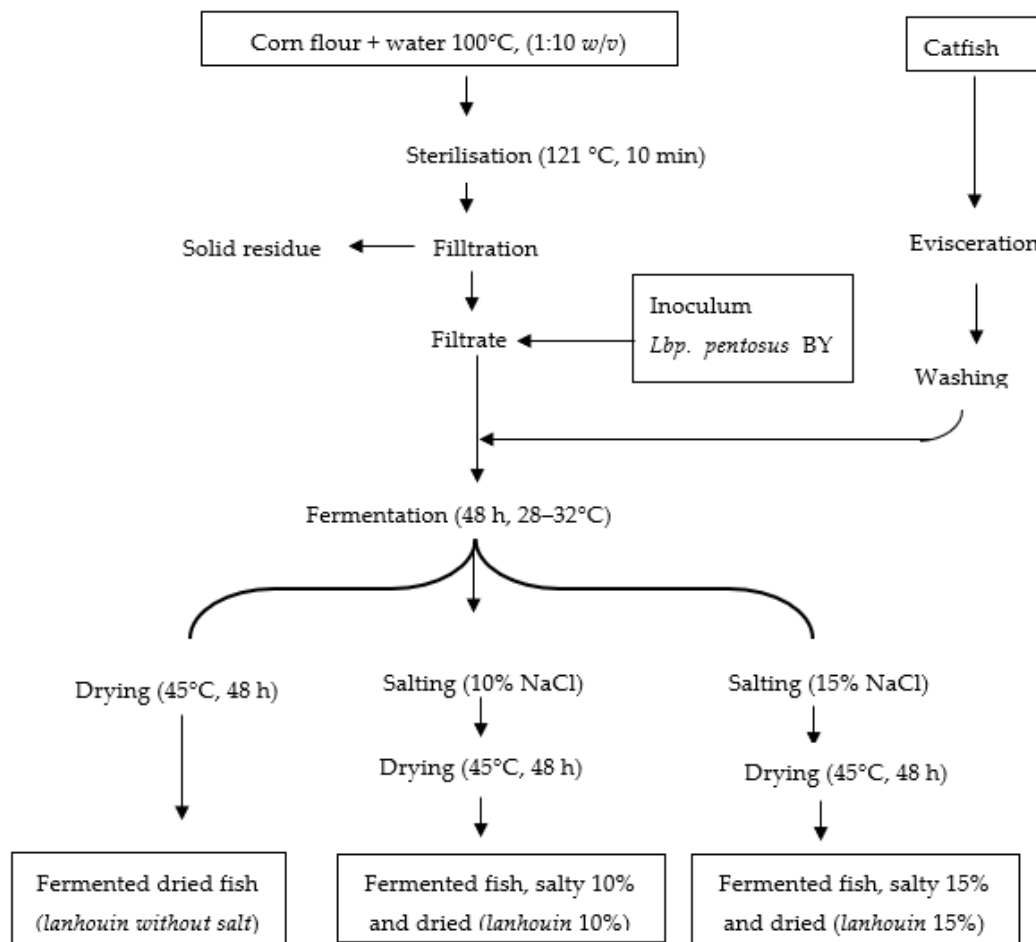 Corn flour + water 100°C, (1:10 w/v)
Catfish
Sterilisation (121 °C, 10 min)
Solid residue
Filltration
Evisceration
Inoculum
Lbp. pentosus BY
Filtrate
Washing
Fermentation (48 h, 28–32°C)
Drying (45°C, 48 h)
Salting (10% NaCl)
Salting (15% NaCl)
Drying (45°C, 48 h)
Drying (45°C, 48 h)
Fermented dried fish
(lanhouin without salt)
Fermented fish, salty 10%
and dried (lanhouin 10%)
Fermented fish, salty 15%
and dried (lanhouin 15%)